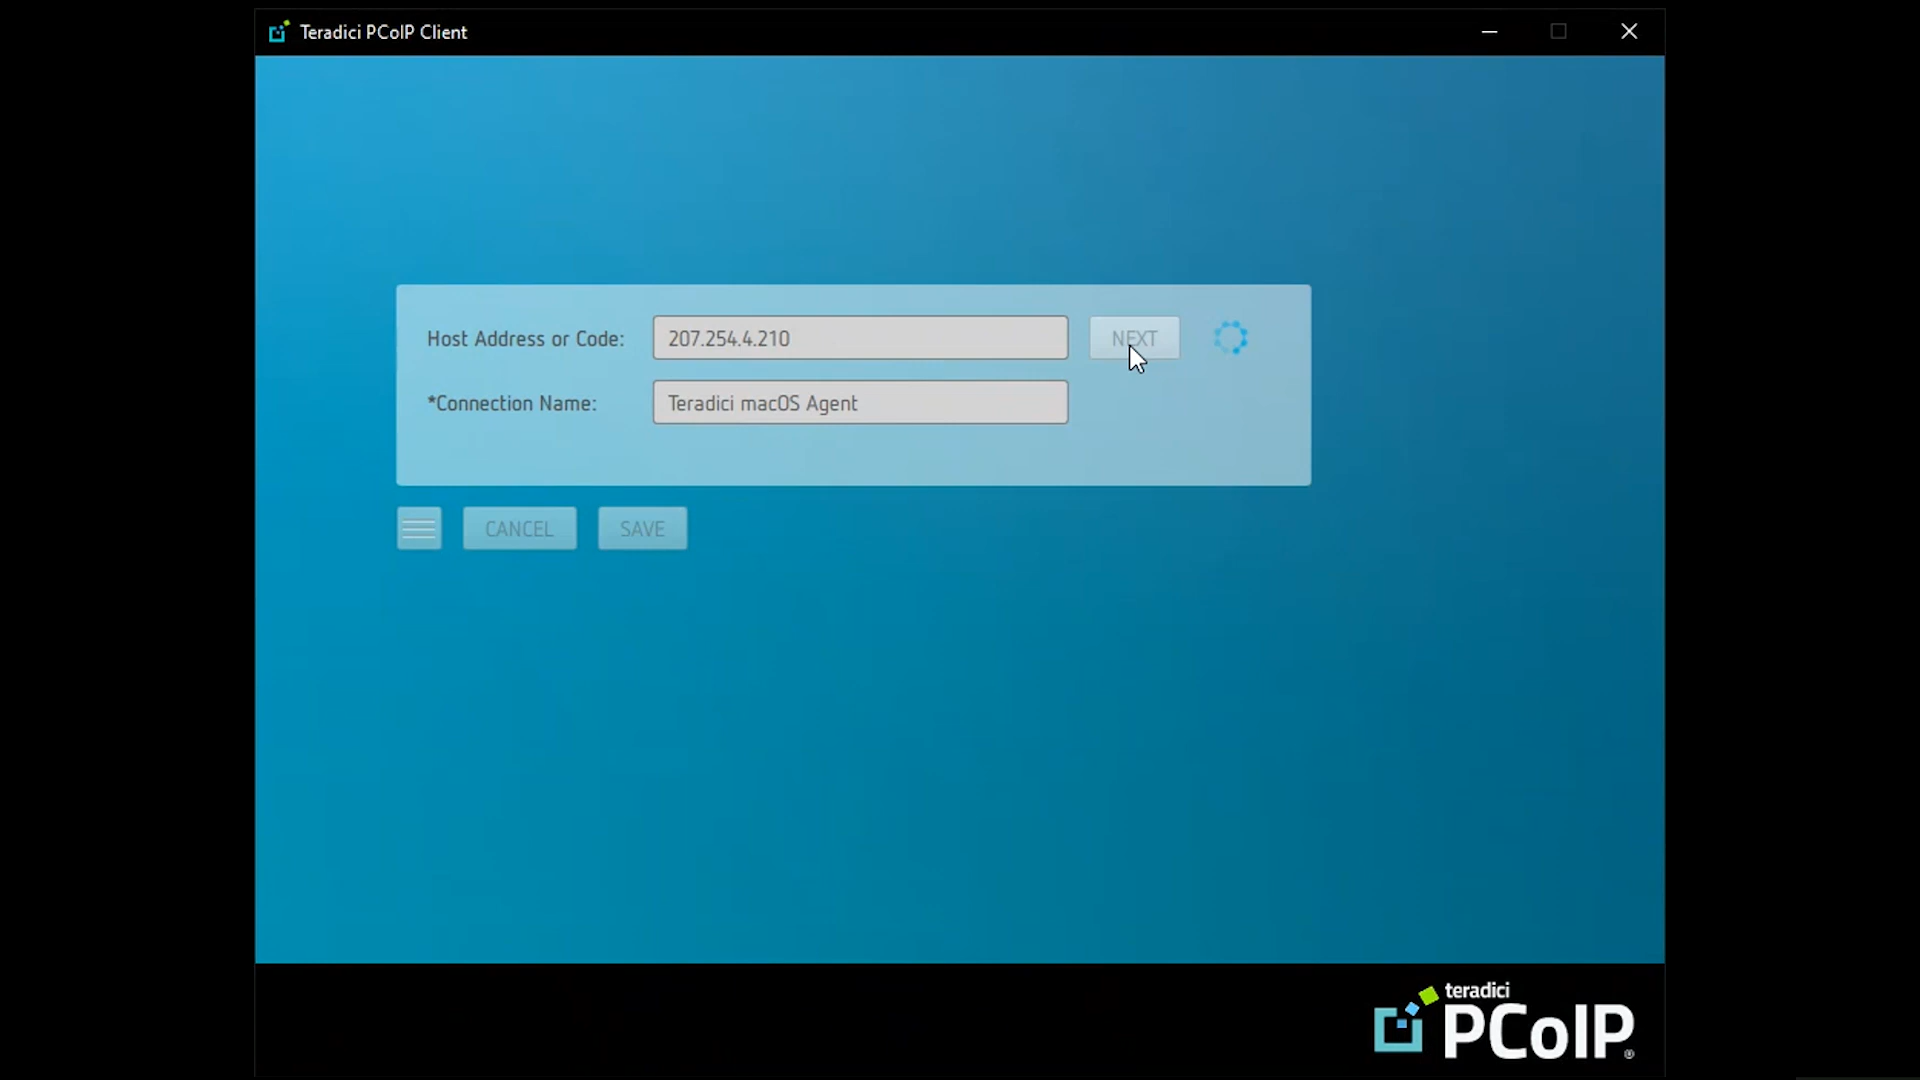 Teradici PCoIP Client
Host Address or Code: 207.254.4.210 NEXT
*Connection Name: Teradici macOS Agent
CANCEL SAVE
teradici
PCoIP®